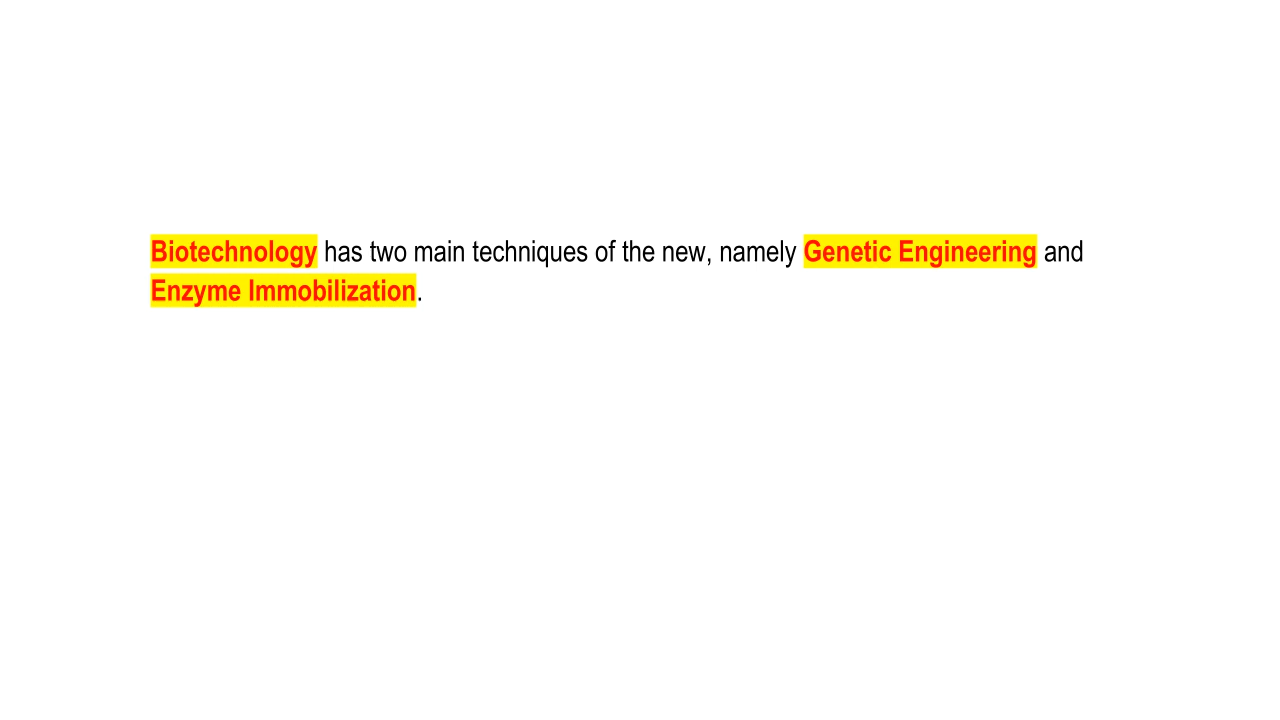 Biotechnology has two main techniques of the new, namely Genetic Engineering and
Enzyme Immobilization.